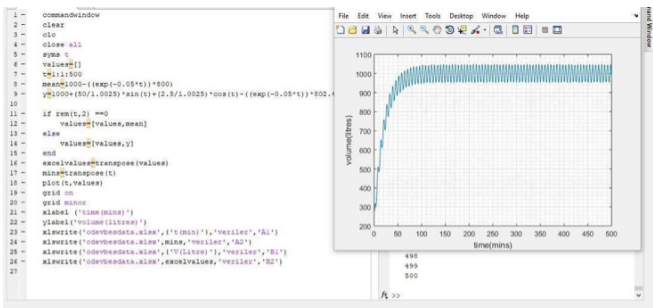 1 - commandwindow
2 - clear
3 - clc
4 - close all
5 - syms t
6 - values=[]
7 - t=1:1:500
8 - mean=1000-((exp(-0.05*t))*800)
9 - y=1000+(50/1.0025)*sin(t)+(2.5/1.0025)*cos(t)-((exp(-0.05*t))*802.4
10
11 - if rem(t,2) ==0
12 - values=[values,mean]
13 - else
14 - values=[values,y]
15 - end
16 - excelvalues=transpose(values)
17 - mins=transpose(t)
18 - plot(t,values)
19 - grid on
20 - grid minor
21 - xlabel ('time(mins)')
22 - ylabel('volume(litres)')
23 - xlswrite('odevbesdata.xlsx',{'t(min)'},'veriler','A1')
24 - xlswrite('odevbesdata.xlsx',mins,'veriler','A2')
25 - xlswrite('odevbesdata.xlsx',{'V(Litre)'},'veriler','B1')
26 - xlswrite('odevbesdata.xlsx',excelvalues,'veriler','B2')
27
File Edit View Insert Tools Desktop Window Help
1100
1000
900
800
700
600
500
400
300
200
volume(litres)
0 50 100 150 200 250 300 350 400 450 500
time(mins)
498
499
500
fx >>
mand Window